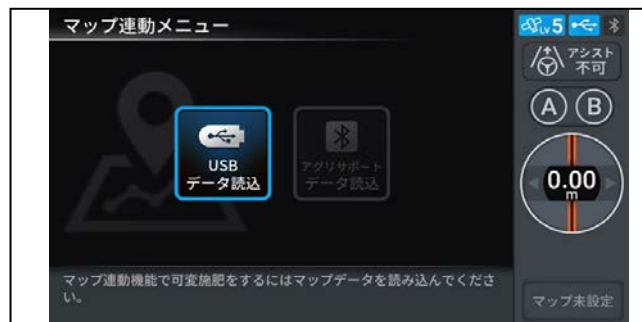 マップ連動メニュー
LV 5
アシスト
不可
A B
USB
データ読込
アグリサポート
データ読込
0.00
m
マップ連動機能で可変施肥をするにはマップデータを読み込んでくださ
い。
マップ未設定